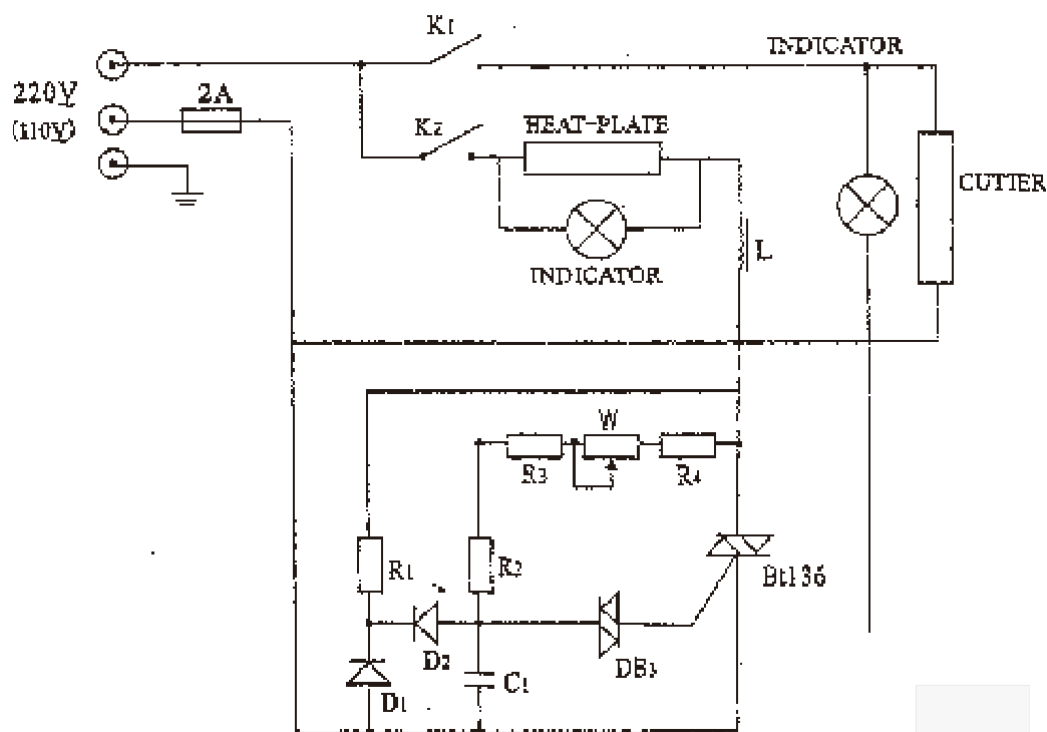 K1
INDICATOR
220V
2A
(110V)
K2
HEAT-PLATE
CUTTER
L
INDICATOR
W
R3
R4
R1
R2
Bt136
D2
DB3
C1
D1